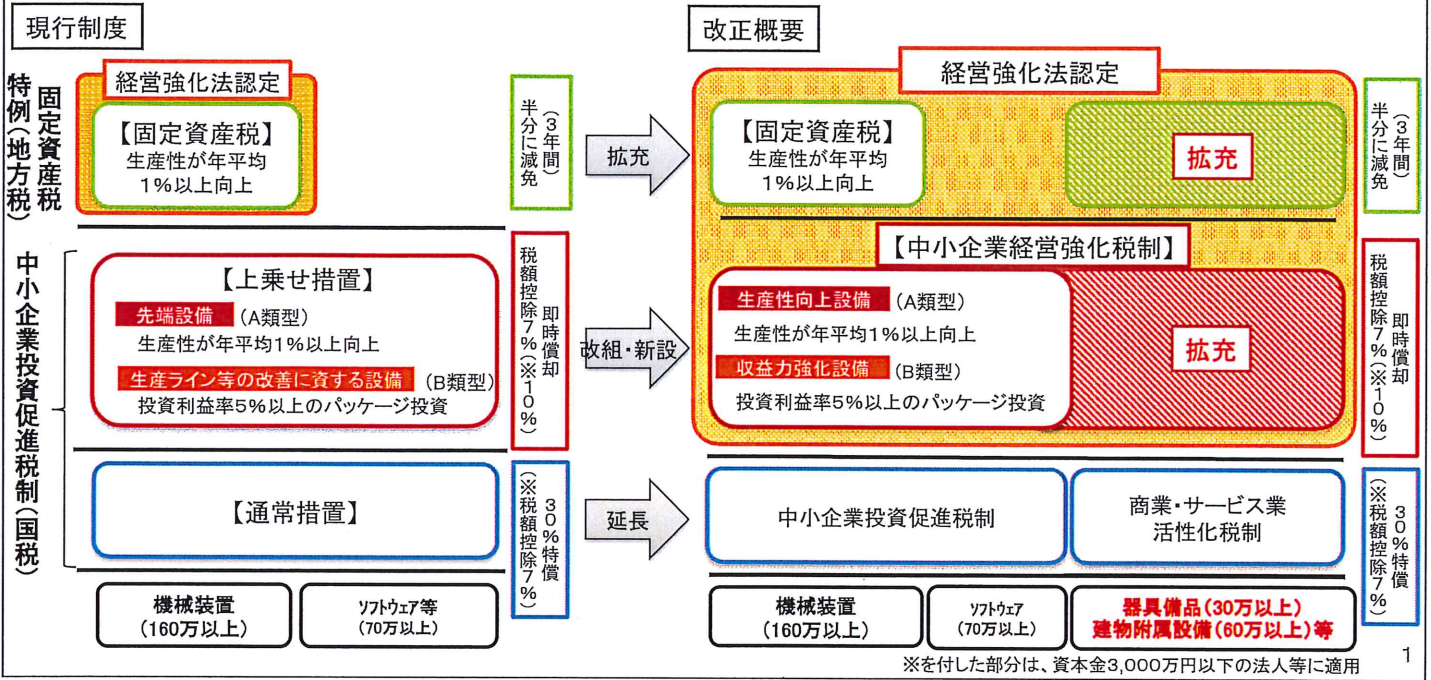 現行制度
固定資産税
特例(地方税)
経営強化法認定
【固定資産税】
生産性が年平均
1%以上向上
(3年間)
半分に減免
中小企業投資促進税制(国税)
【上乗せ措置】
先端設備 (A類型)
生産性が年平均1%以上向上
生産ライン等の改善に資する設備 (B類型)
投資利益率5%以上のパッケージ投資
即時償却
税額控除7%(※10%)
【通常措置】
30%特償
(※税額控除7%)
機械装置
(160万以上)
ソフトウェア等
(70万以上)
拡充
改組・新設
延長
改正概要
経営強化法認定
【固定資産税】
生産性が年平均
1%以上向上
拡充
(3年間)
半分に減免
【中小企業経営強化税制】
生産性向上設備 (A類型)
生産性が年平均1%以上向上
収益力強化設備 (B類型)
投資利益率5%以上のパッケージ投資
拡充
即時償却
税額控除7%(※10%)
中小企業投資促進税制
商業・サービス業
活性化税制
30%特償
(※税額控除7%)
機械装置
(160万以上)
ソフトウェア
(70万以上)
器具備品(30万以上)
建物附属設備(60万以上)等
※を付した部分は、資本金3,000万円以下の法人等に適用
1